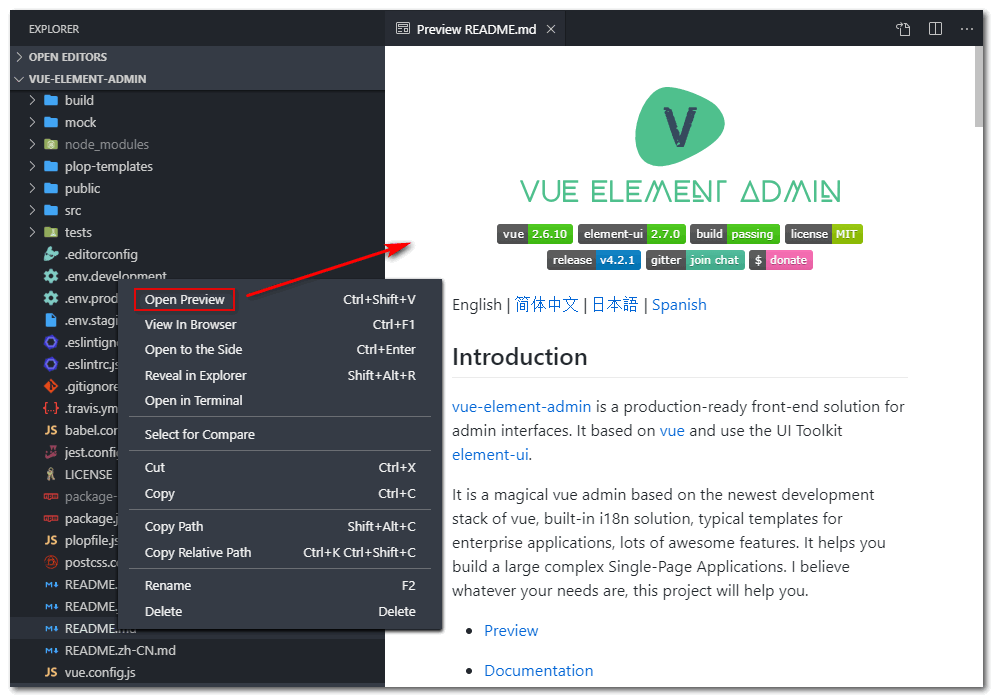 EXPLORER
OPEN EDITORS
VUE-ELEMENT-ADMIN
build
mock
node_modules
plop-templates
public
src
tests
.editorconfig
.env.development
.env.prod
.env.stagi
.eslintigno
.eslintrc.js
.gitignore
.travis.ym
babel.con
jest.config
LICENSE
package-
package.j
plopfile.js
postcss.co
README.
README.
README.md
README.zh-CN.md
vue.config.js
Open Preview Ctrl+Shift+V
View In Browser Ctrl+F1
Open to the Side Ctrl+Enter
Reveal in Explorer Shift+Alt+R
Open in Terminal
Select for Compare
Cut Ctrl+X
Copy Ctrl+C
Copy Path Shift+Alt+C
Copy Relative Path Ctrl+K Ctrl+Shift+C
Rename F2
Delete Delete
Preview README.md
V
VUE ELEMENT ADMIN
vue 2.6.10 element-ui 2.7.0 build passing license MIT
release v4.2.1 gitter join chat $ donate
English | 简体中文 | 日本語 | Spanish
Introduction
vue-element-admin is a production-ready front-end solution for
admin interfaces. It based on vue and use the UI Toolkit
element-ui.
It is a magical vue admin based on the newest development
stack of vue, built-in i18n solution, typical templates for
enterprise applications, lots of awesome features. It helps you
build a large complex Single-Page Applications. I believe
whatever your needs are, this project will help you.
Preview
Documentation